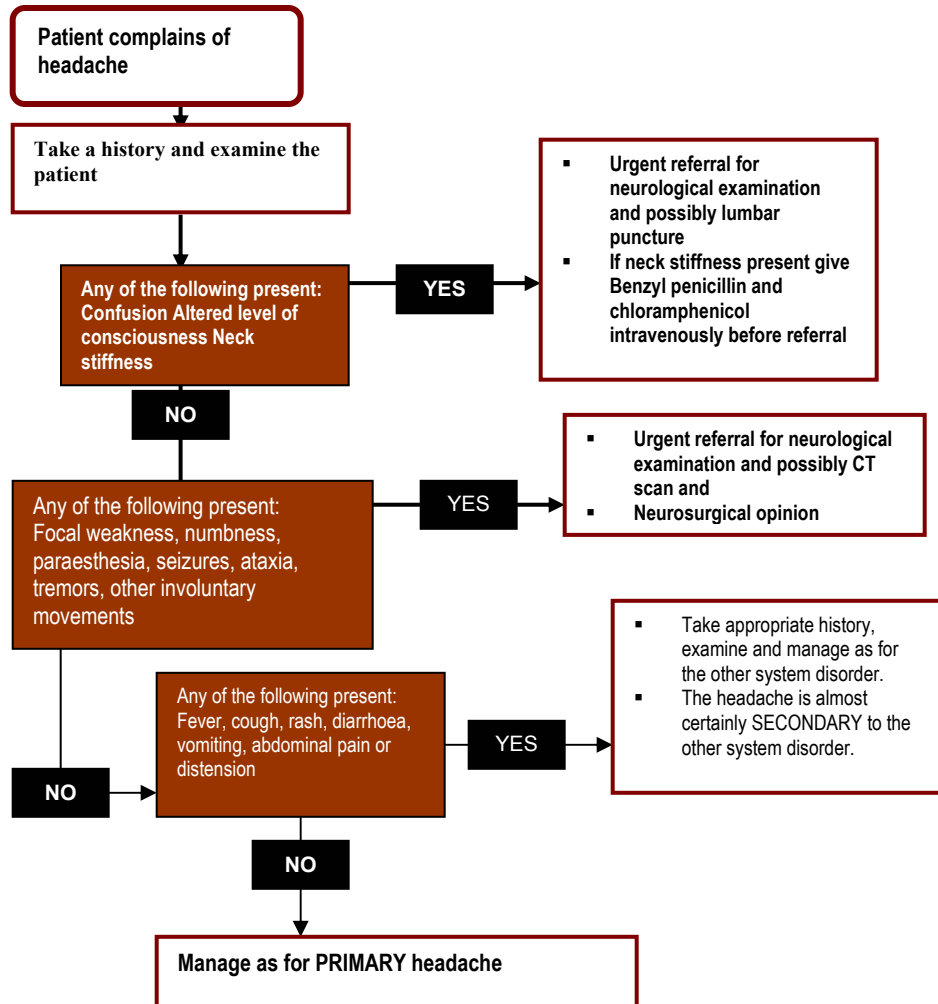 Patient complains of
headache
Take a history and examine the
patient
▪ Urgent referral for
neurological examination
and possibly lumbar
puncture
▪ If neck stiffness present give
Benzyl penicillin and
chloramphenicol
intravenously before referral
Any of the following present:
Confusion Altered level of
consciousness Neck
stiffness
YES
NO
▪ Urgent referral for neurological
examination and possibly CT
scan and
▪ Neurosurgical opinion
Any of the following present:
Focal weakness, numbness,
paraesthesia, seizures, ataxia,
tremors, other involuntary
movements
YES
▪ Take appropriate history,
examine and manage as for
the other system disorder.
▪ The headache is almost
certainly SECONDARY to the
other system disorder.
Any of the following present:
Fever, cough, rash, diarrhoea,
vomiting, abdominal pain or
distension
YES
NO
NO
Manage as for PRIMARY headache